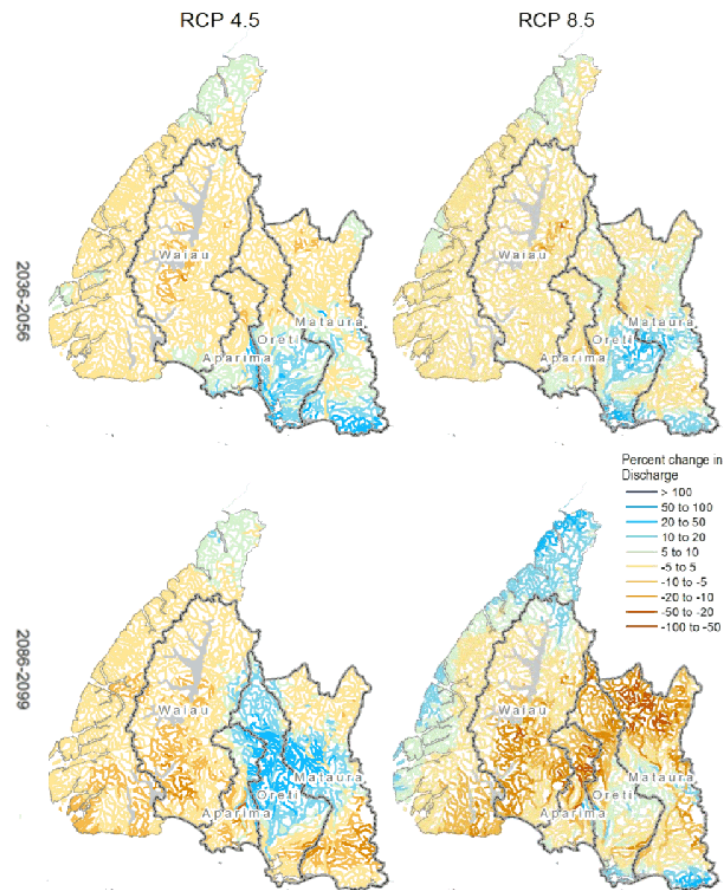 RCP 4.5
RCP 8.5
2036-2056
Waiau
Mataura
Oreti
Aparima
Waiau
Mataura
Oreti
Aparima
Percent change in
Discharge
> 100
50 to 100
20 to 50
10 to 20
5 to 10
-5 to 5
-10 to -5
-20 to -10
-50 to -20
-100 to -50
2086-2099
Waiau
Mataura
Oreti
Aparima
Waiau
Mataura
Oreti
Aparima